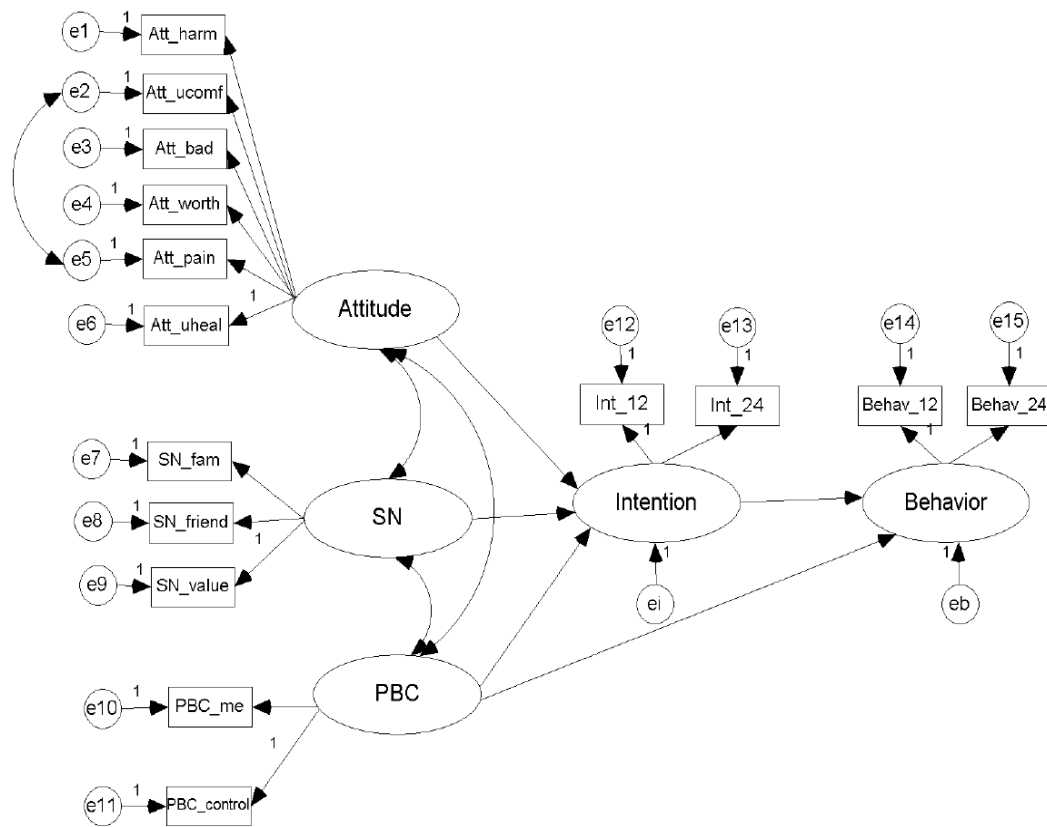 e1 1 Att_harm
e2 1 Att_ucomf
e3 1 Att_bad
e4 1 Att_worth
e5 1 Att_pain
e6 1 Att_uheal
1
Attitude
e12 e13 e14 e15
1 1 1 1
Int_12 Int_24 Behav_12 Behav_24
1 1
e7 1 SN_fam
e8 1 SN_friend
1
e9 1 SN_value
SN
Intention Behavior
1 1
ei eb
PBC
e10 1 PBC_me
1
e11 1 PBC_control